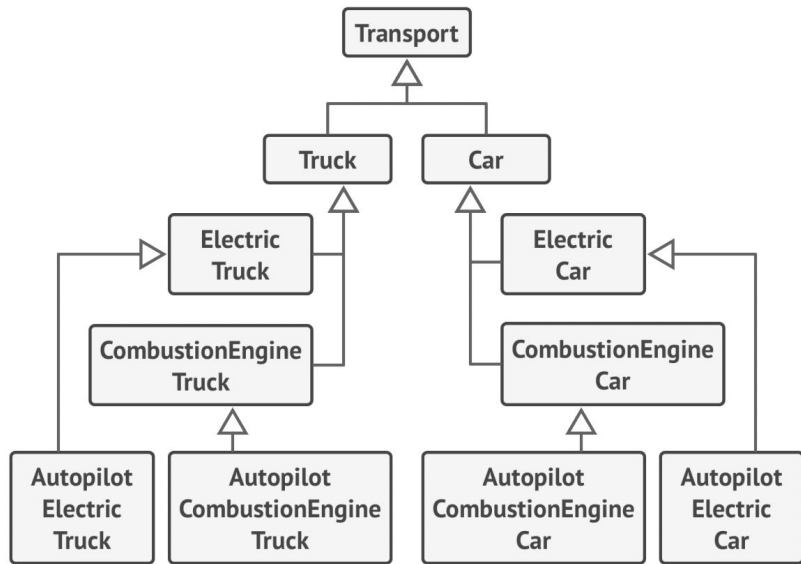 Transport
Truck
Car
Electric
Truck
Electric
Car
CombustionEngine
Truck
CombustionEngine
Car
Autopilot
Electric
Truck
Autopilot
CombustionEngine
Truck
Autopilot
CombustionEngine
Car
Autopilot
Electric
Car